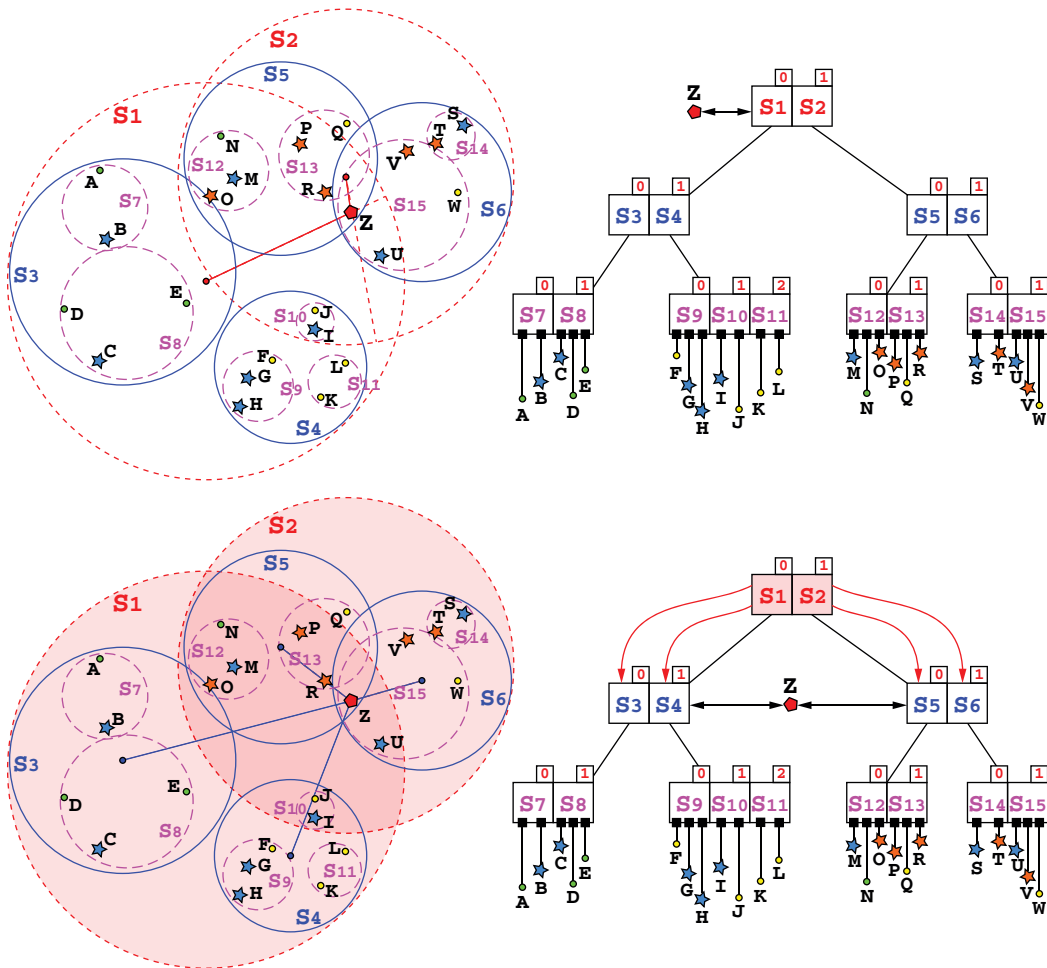 S2
S5
S1
S
T
Q
P
N
S14
V
S12
S13
M
A
W
R
O
S7
S15
S6
Z
B
U
S3
E
D
J
S10
I
S8
C
F
L
G
S11
S9
K
H
S4
0 1
Z
S1 S2
0 1
S3 S4
0 1
S5 S6
0 1
S7 S8
0 1 2
S9 S10 S11
0 1
S12 S13
0 1
S14 S15
A B C D E
F G H I J K L
M N O P Q R
S T U V W
S2
S5
S1
S
T
Q
P
N
S14
V
S12
S13
M
A
W
R
O
S7
S15
S6
Z
B
U
S3
E
D
J
S10
I
S8
C
F
L
G
S11
S9
K
H
S4
0 1
S1 S2
0 1
S3 S4
Z
0 1
S5 S6
0 1
S7 S8
0 1 2
S9 S10 S11
0 1
S12 S13
0 1
S14 S15
A B C D E
F G H I J K L
M N O P Q R
S T U V W